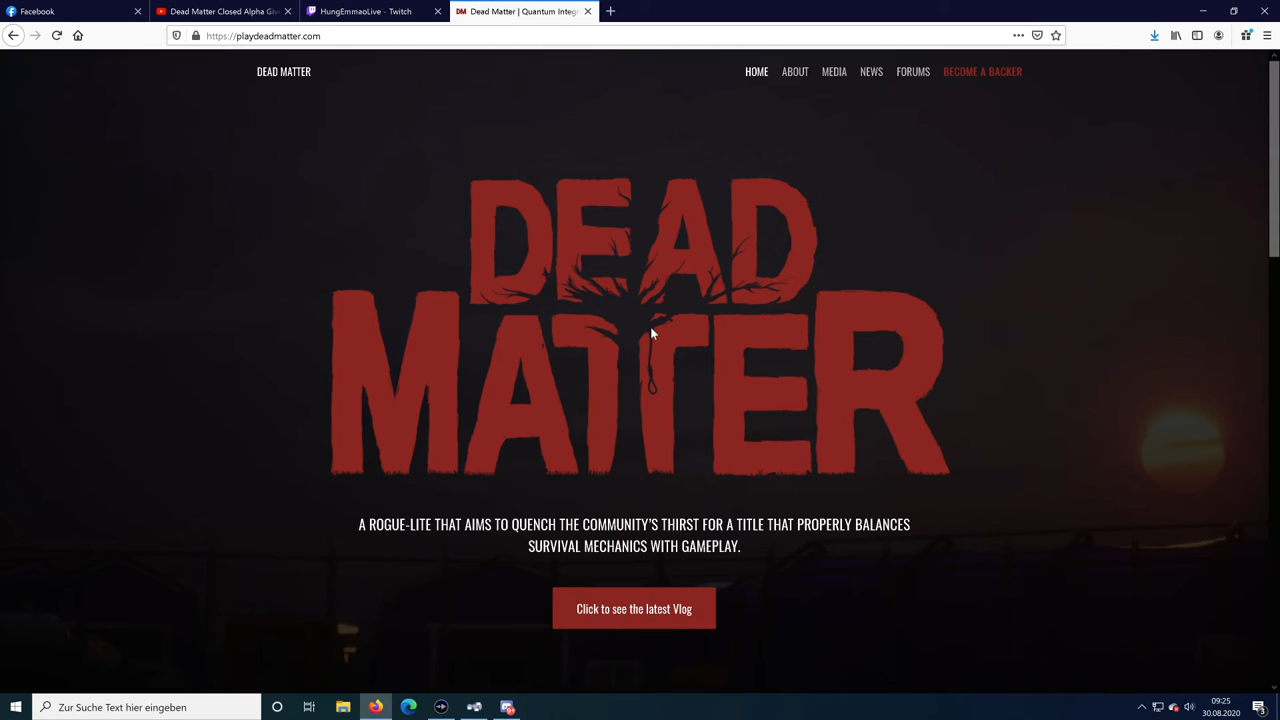 Facebook
Dead Matter Closed Alpha Giv
HungEmmaoLive - Twitch
DM Dead Matter | Quantum Integ
https://playdeadmatter.com
DEAD MATTER
HOME
ABOUT
MEDIA
NEWS
FORUMS
BECOME A BACKER
DEAD
MATTER
A ROGUE-LITE THAT AIMS TO QUENCH THE COMMUNITY'S THIRST FOR A TITLE THAT PROPERLY BALANCES
SURVIVAL MECHANICS WITH GAMEPLAY.
Click to see the latest Vlog
Zur Suche Text hier eingeben
09:25
30.08.2020
3